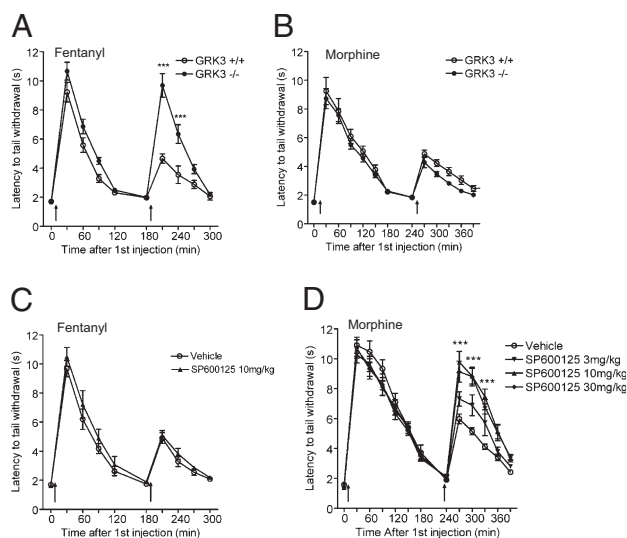 A
Fentanyl
GRK3 +/+
GRK3 -/-
***
***
Latency to tail withdrawal (s)
12
10
8
6
4
2
0
0 60 120 180 240 300
Time after 1st injection (min)
B
Morphine
GRK3 +/+
GRK3 -/-
Latency to tail withdrawal (s)
12
10
8
6
4
2
0
0 60 120 180 240 300 360
Time after 1st injection (min)
C
Fentanyl
Vehicle
SP600125 10mg/kg
Latency to tail withdrawal (s)
12
10
8
6
4
2
0
0 60 120 180 240 300
Time after 1st injection (min)
D
Morphine
Vehicle
SP600125 3mg/kg
SP600125 10mg/kg
SP600125 30mg/kg
***
***
***
Latency to tail withdrawal (s)
12
10
8
6
4
2
0
0 60 120 180 240 300 360
Time After 1st injection (min)